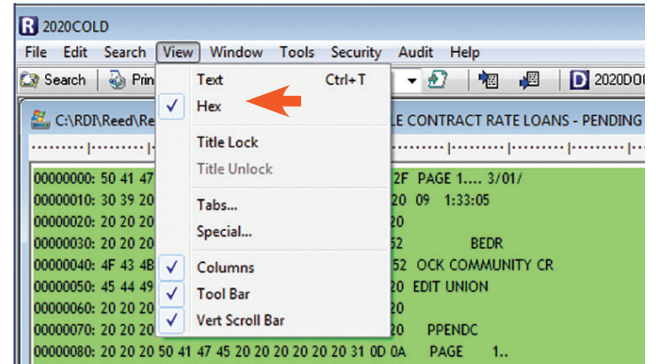 R 2020COLD
File Edit Search View Window Tools Security Audit Help
Search Prin D 2020DO
Text Ctrl+T
Hex
Title Lock
Title Unlock
Tabs...
Special...
Columns
Tool Bar
Vert Scroll Bar
C:\RDI\Reed\Re LE CONTRACT RATE LOANS - PENDING
00000000: 50 41 47 2F PAGE 1.... 3/01/
00000010: 30 39 20 20 09 1:33:05
00000020: 20 20 20 20
00000030: 20 20 20 52 BEDR
00000040: 4F 43 4B 52 OCK COMMUNITY CR
00000050: 45 44 49 20 EDIT UNION
00000060: 20 20 20 20
00000070: 20 20 20 20 PPENDC
00000080: 20 20 20 50 41 47 45 20 20 20 20 20 20 31 0D 0A PAGE 1..